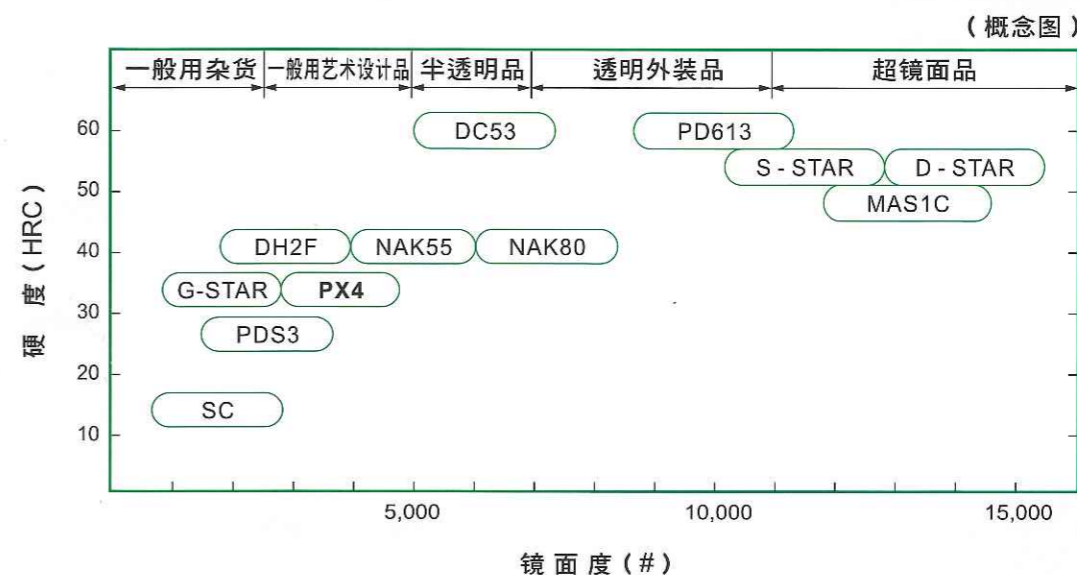 （概念图）
一般用杂货 一般用艺术设计品 半透明品 透明外装品 超镜面品
60 DC53 PD613
S-STAR D-STAR
50 MAS1C
40 DH2F NAK55 NAK80
G-STAR PX4
30
PDS3
20
SC
10
硬 度（HRC）
5,000 10,000 15,000
镜 面 度（#）